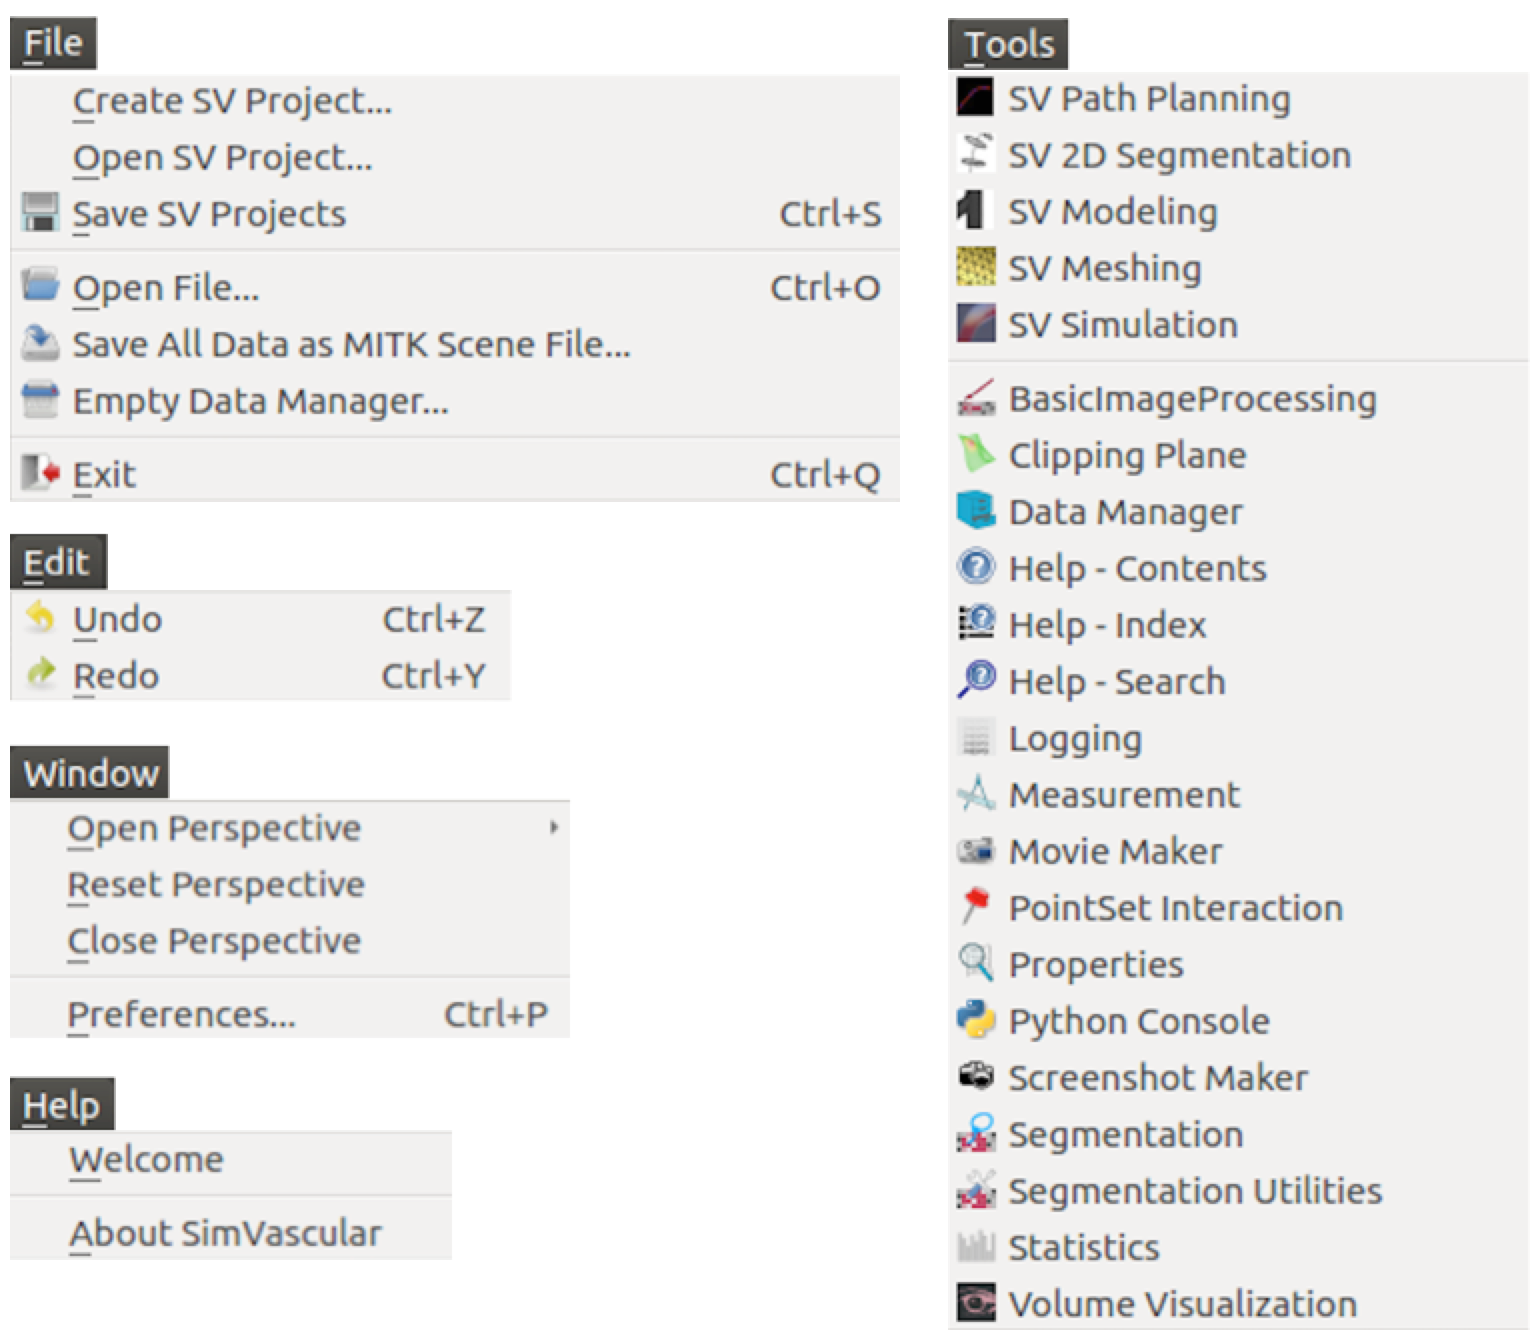 File
Create SV Project...
Open SV Project...
Save SV Projects Ctrl+S
Open File... Ctrl+O
Save All Data as MITK Scene File...
Empty Data Manager...
Exit Ctrl+Q
Edit
Undo Ctrl+Z
Redo Ctrl+Y
Window
Open Perspective
Reset Perspective
Close Perspective
Preferences... Ctrl+P
Help
Welcome
About SimVascular
Tools
SV Path Planning
SV 2D Segmentation
SV Modeling
SV Meshing
SV Simulation
BasicImageProcessing
Clipping Plane
Data Manager
Help - Contents
Help - Index
Help - Search
Logging
Measurement
Movie Maker
PointSet Interaction
Properties
Python Console
Screenshot Maker
Segmentation
Segmentation Utilities
Statistics
Volume Visualization